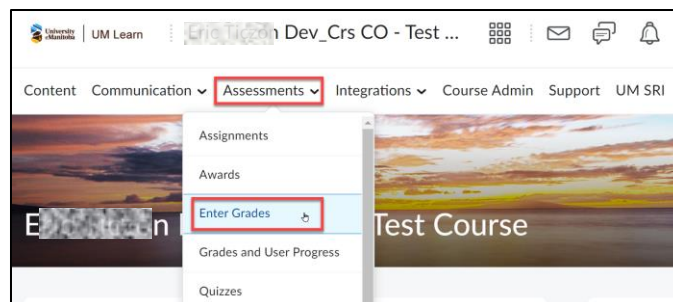 University of Manitoba UM Learn Dev_Crs CO - Test ...
Content Communication Assessments Integrations Course Admin Support UM SRI
Assignments
Awards
Enter Grades
Test Course
Grades and User Progress
Quizzes